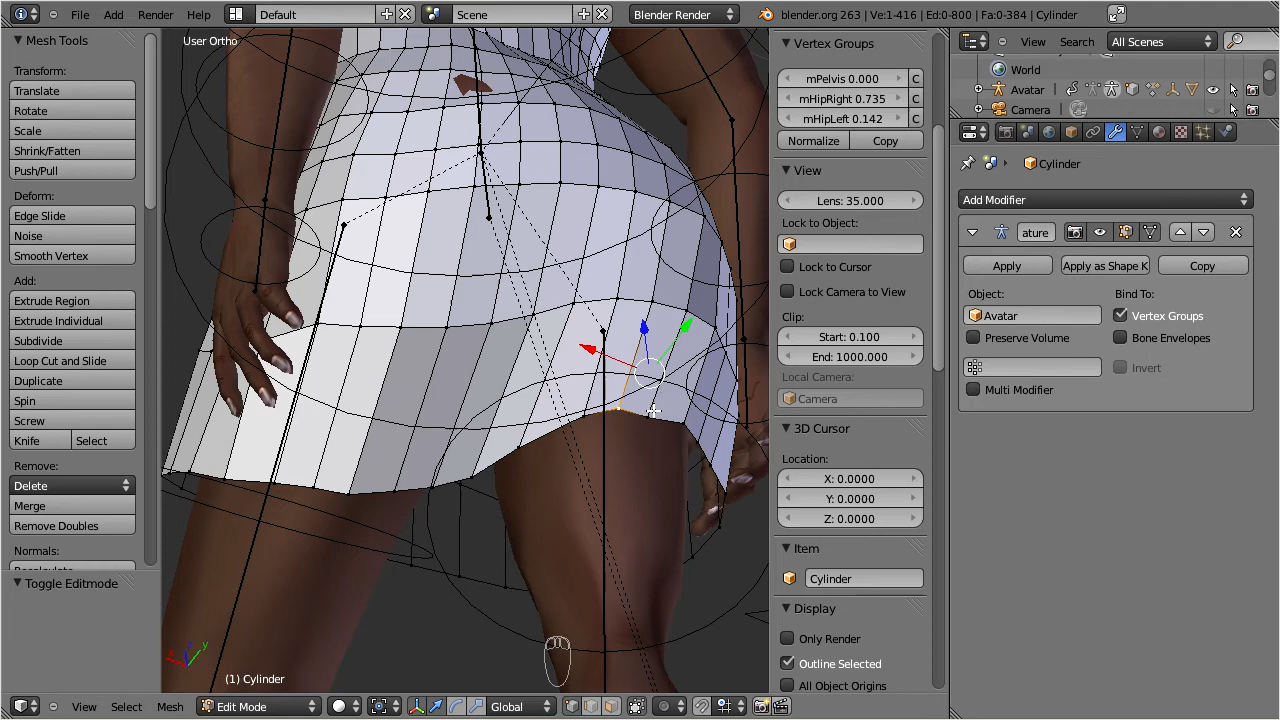 File Add Render Help Default Scene Blender Render blender.org 263 | Ve:1-416 | Ed:0-800 | Fa:0-384 | Cylinder
Mesh Tools
Transform:
Translate
Rotate
Scale
Shrink/Fatten
Push/Pull
Deform:
Edge Slide
Noise
Smooth Vertex
Add:
Extrude Region
Extrude Individual
Subdivide
Loop Cut and Slide
Duplicate
Spin
Screw
Knife Select
Remove:
Delete
Merge
Remove Doubles
Normals:
Toggle Editmode
User Ortho
x z y
(1) Cylinder
Vertex Groups
mPelvis 0.000 C
mHipRight 0.735 C
mHipLeft 0.142 C
Normalize Copy
View
Lens: 35.000
Lock to Object:
Lock to Cursor
Lock Camera to View
Clip:
Start: 0.100
End: 1000.000
Local Camera:
Camera
3D Cursor
Location:
X: 0.0000
Y: 0.0000
Z: 0.0000
Item
Cylinder
Display
Only Render
Outline Selected
All Object Origins
View Search All Scenes
World
Avatar
Camera
Cylinder
Add Modifier
ature
Apply Apply as Shape K Copy
Object: Bind To:
Avatar Vertex Groups
Preserve Volume Bone Envelopes
Invert
Multi Modifier
View Select Mesh Edit Mode Global